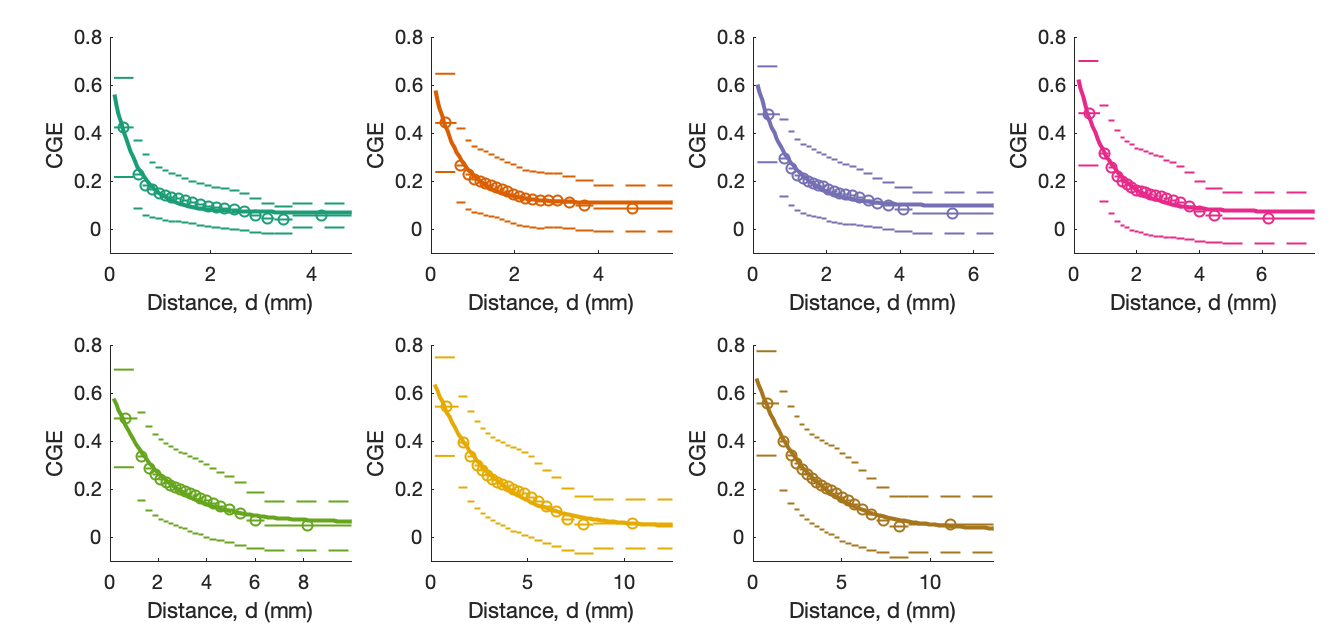 0.8 0.8 0.8 0.8
0.6 0.6 0.6 0.6
CGE CGE CGE CGE
0.4 0.4 0.4 0.4
0.2 0.2 0.2 0.2
0 0 0 0
0 2 4 0 2 4 0 2 4 6 0 2 4 6
Distance, d (mm) Distance, d (mm) Distance, d (mm) Distance, d (mm)
0.8 0.8 0.8
0.6 0.6 0.6
CGE CGE CGE
0.4 0.4 0.4
0.2 0.2 0.2
0 0 0
0 2 4 6 8 0 5 10 0 5 10
Distance, d (mm) Distance, d (mm) Distance, d (mm)